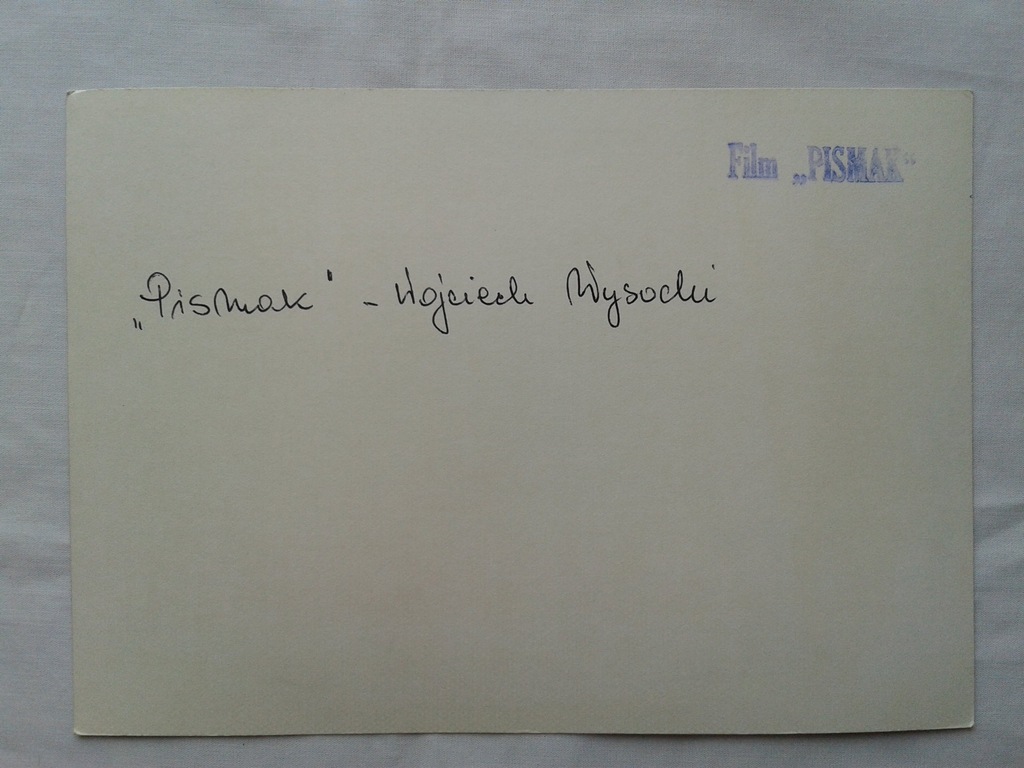 Film „PISMAK“
„Pismak" - Wojciech Wysocki